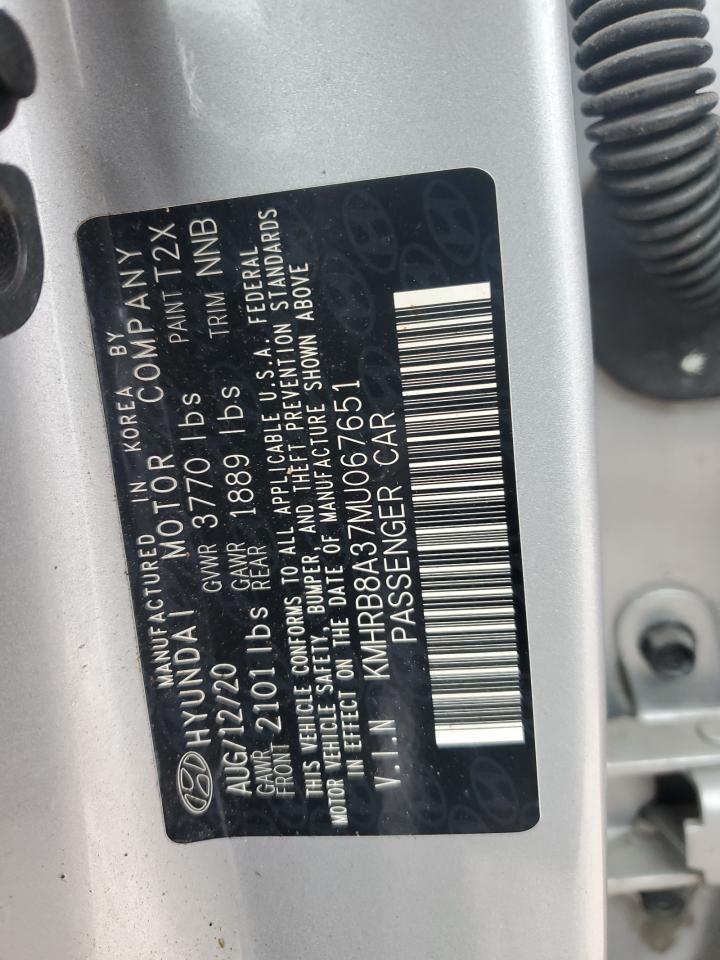 MANUFACTURED IN KOREA BY
HYUNDAI MOTOR COMPANY
AUG/12/20 GVWR 3770 lbs PAINT T2X
GAWR FRONT 2101 lbs GAWR REAR 1889 lbs TRIM NNB
THIS VEHICLE CONFORMS TO ALL APPLICABLE U.S.A. FEDERAL
MOTOR VEHICLE SAFETY, BUMPER, AND THEFT PREVENTION STANDARDS
IN EFFECT ON THE DATE OF MANUFACTURE SHOWN ABOVE
V.I.N KMHRB8A37MU067651
PASSENGER CAR